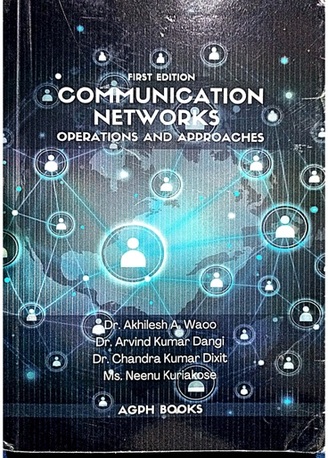 FIRST EDITION
COMMUNICATION
NETWORKS
OPERATIONS AND APPROACHES
Dr. Akhilesh A. Waoo
Dr. Arvind Kumar Dangi
Dr. Chandra Kumar Dixit
Ms. Neenu Kuriakose
AGPH BOOKS